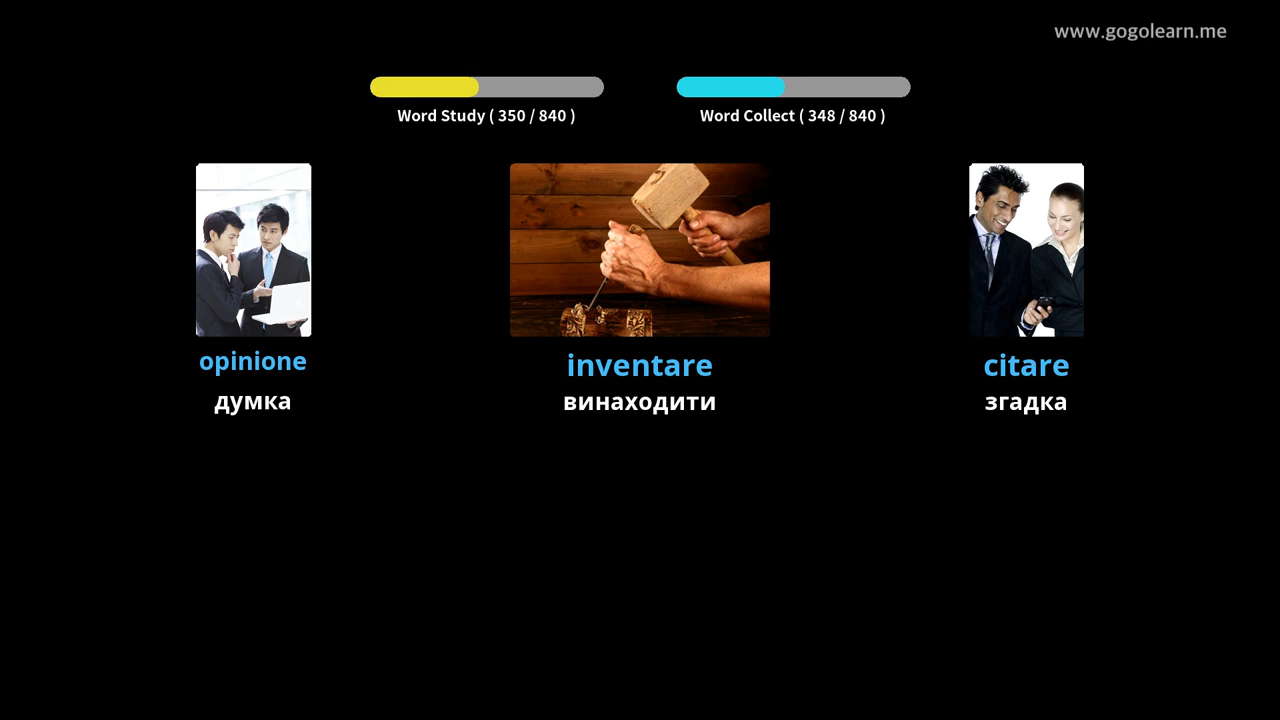 www.gogolearn.me
Word Study ( 350 / 840 )
Word Collect ( 348 / 840 )
opinione
думка
inventare
винаходити
citare
згадка